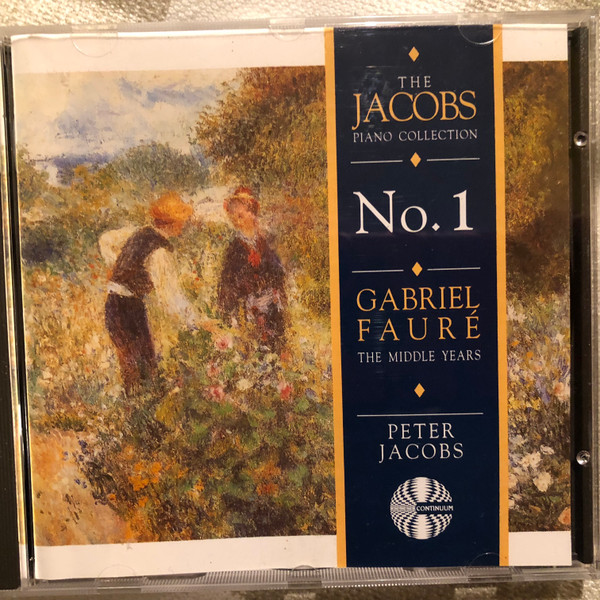 THE
JACOBS
PIANO COLLECTION
No.1
GABRIEL
FAURÉ
THE MIDDLE YEARS
PETER
JACOBS
CONTINUUM